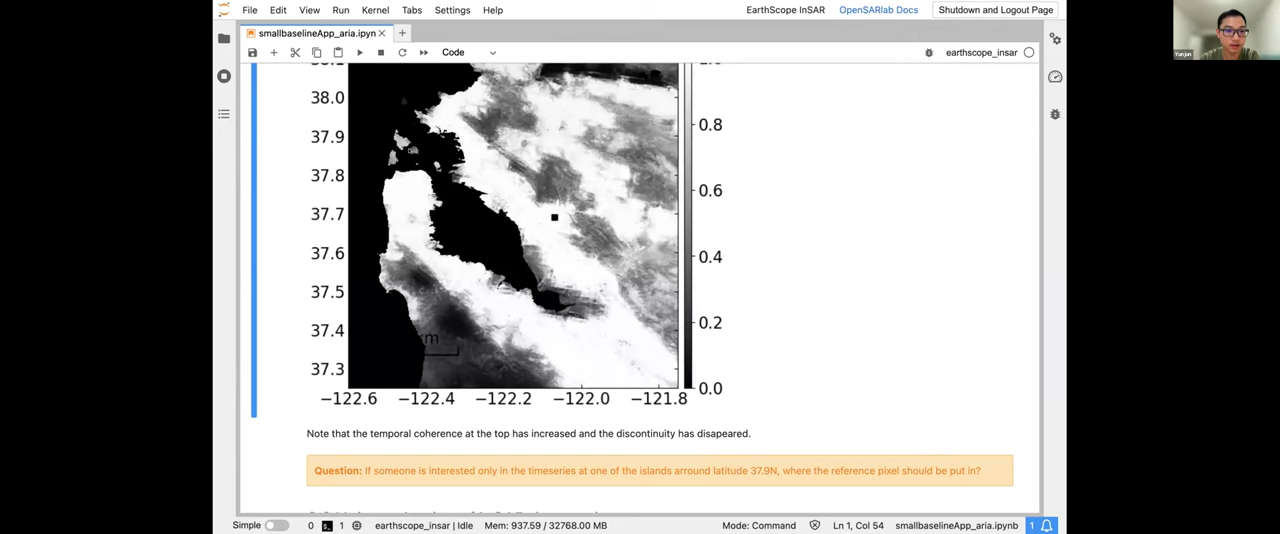 File Edit View Run Kernel Tabs Settings Help EarthScope InSAR OpenSARlab Docs Shutdown and Logout Page
smallbaselineApp_aria.ipyn
Code earthscope_insar
38.0
37.9
37.8
37.7
37.6
37.5
37.4
37.3
0.8
0.6
0.4
0.2
0.0
km
−122.6 −122.4 −122.2 −122.0 −121.8
Note that the temporal coherence at the top has increased and the discontinuity has disapeared.
Question: If someone is interested only in the timeseries at one of the islands arround latitude 37.9N, where the reference pixel should be put in?
Simple 0 1 earthscope_insar | Idle Mem: 937.59 / 32768.00 MB Mode: Command Ln 1, Col 54 smallbaselineApp_aria.ipynb 1
Yunjun